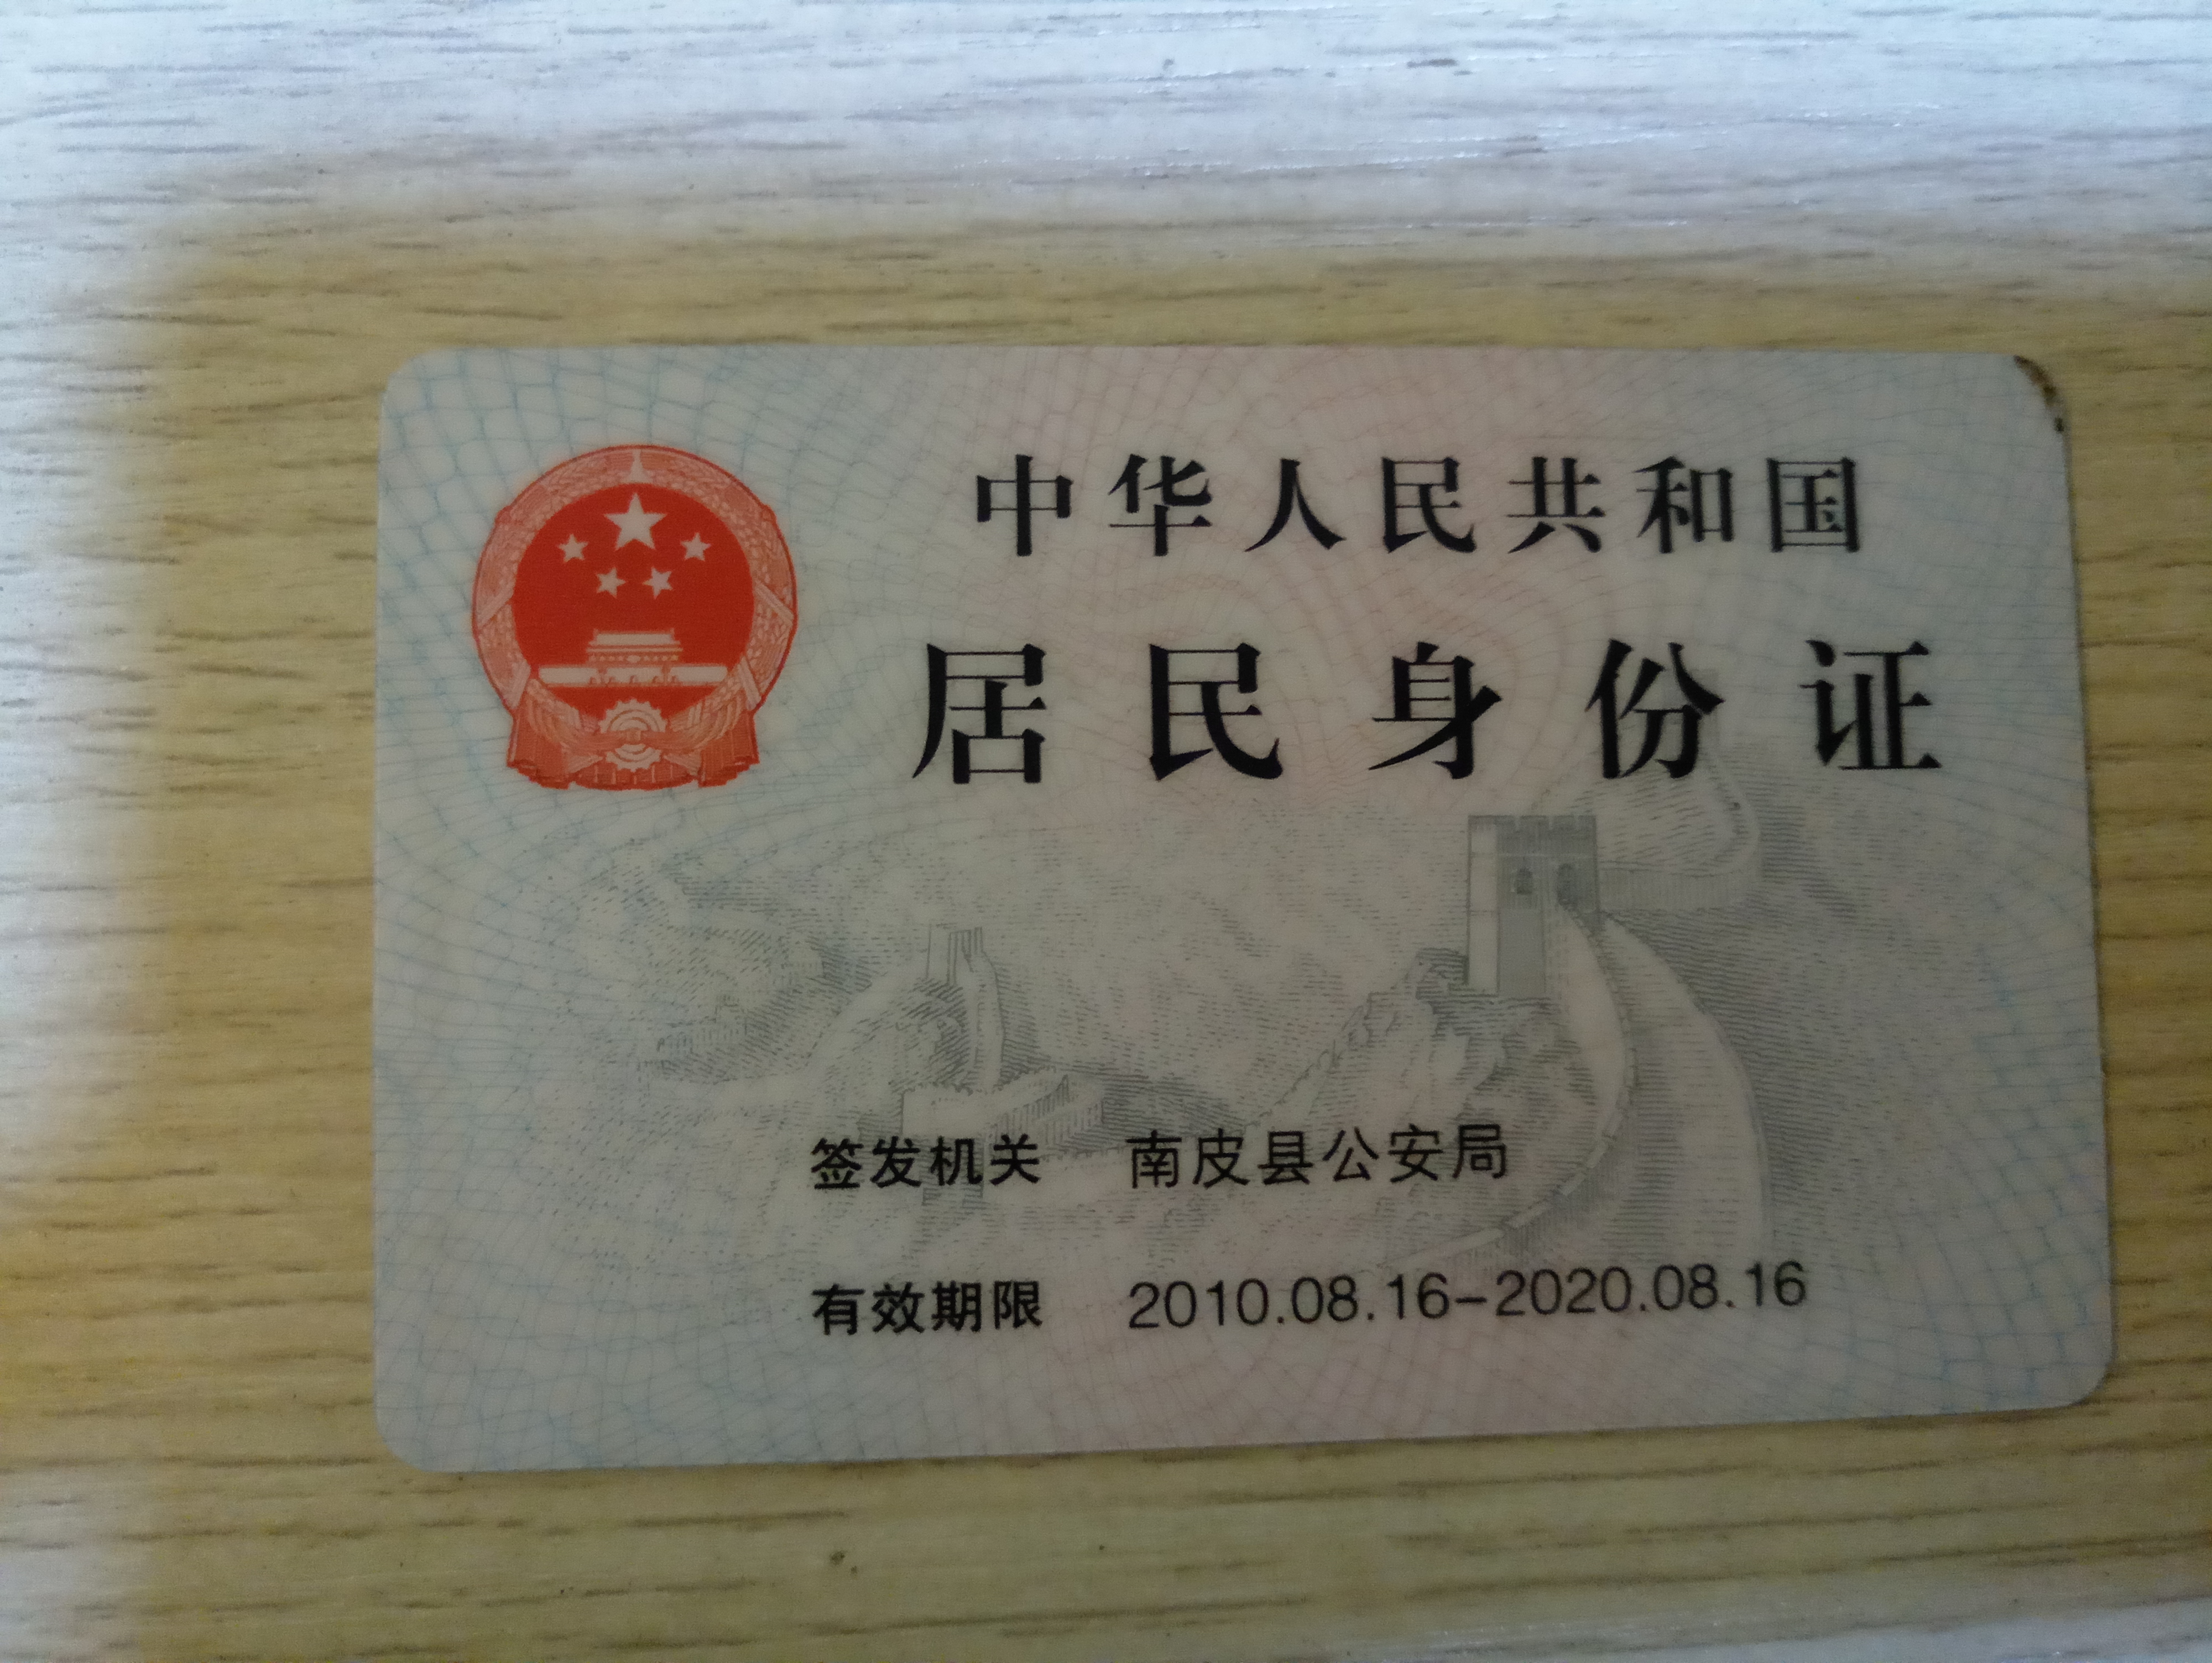 中华人民共和国
居民身份证
签发机关 南皮县公安局
有效期限 2010.08.16-2020.08.16